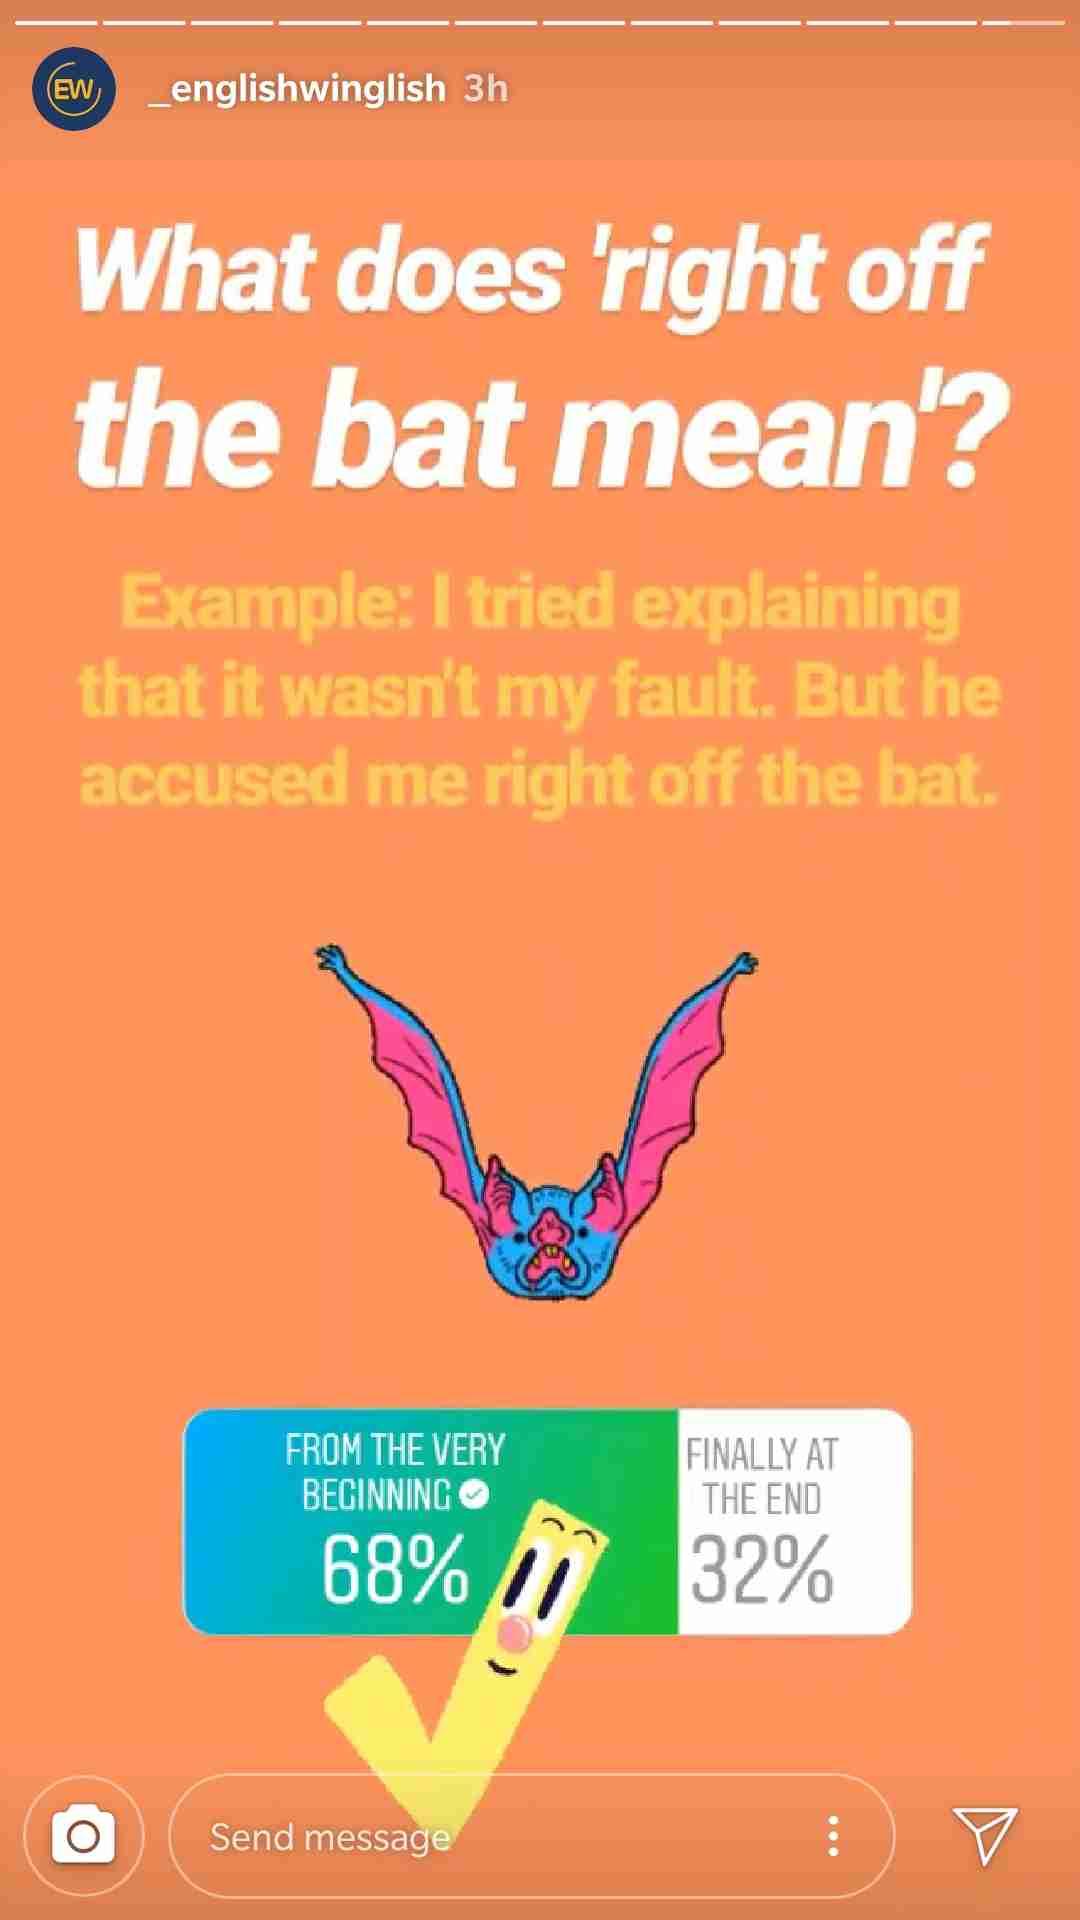 EW
_englishwinglish 3h
What does 'right off
the bat mean'?
Example: I tried explaining
that it wasn't my fault. But he
accused me right off the bat.
FROM THE VERY
BEGINNING
68%
FINALLY AT
THE END
32%
Send message